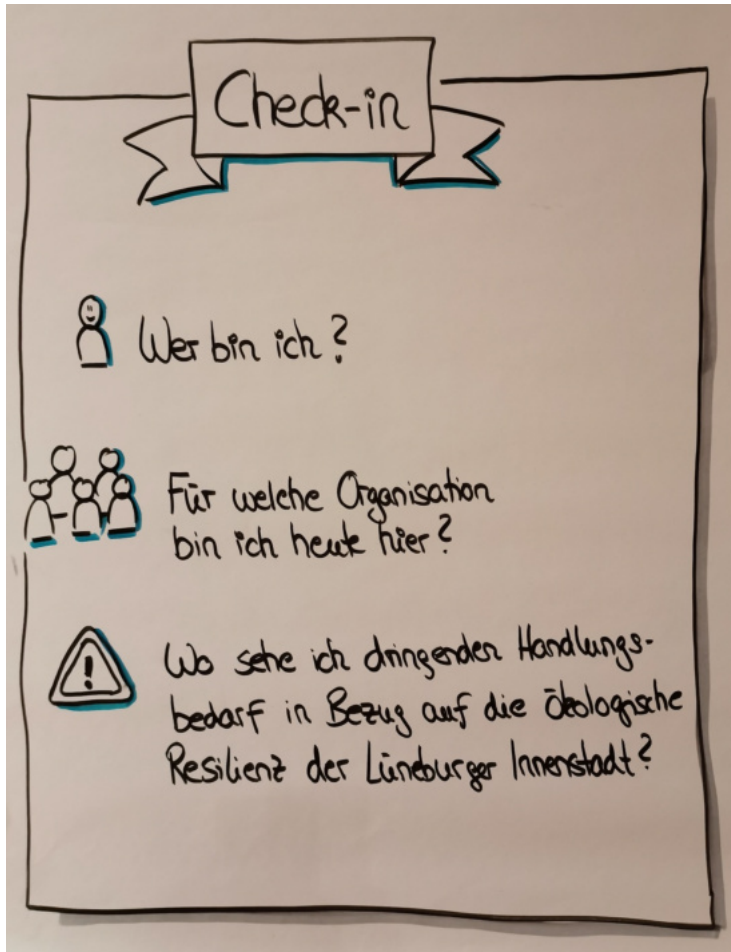 Check-in
Wer bin ich?
Für welche Organisation
bin ich heute hier?
Wo sehe ich dringenden Handlungs-
bedarf in Bezug auf die ökologische
Resilienz der Lüneburger Innenstadt?